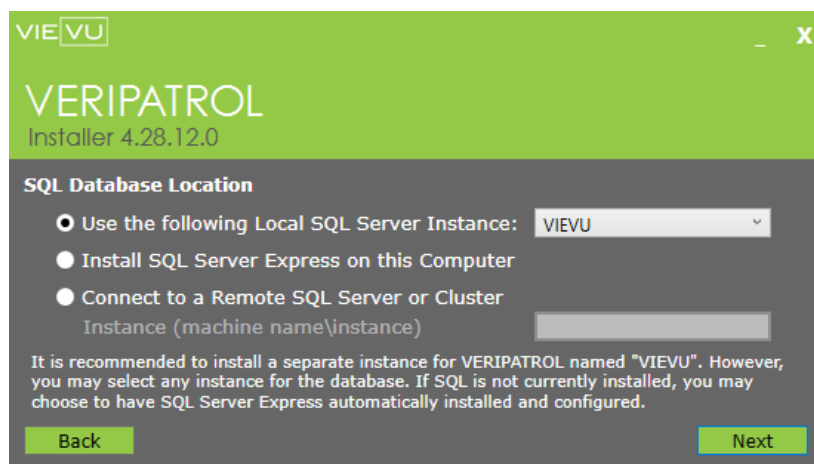 VIEVU
_ X
VERIPATROL
Installer 4.28.12.0
SQL Database Location
Use the following Local SQL Server Instance: VIEVU
Install SQL Server Express on this Computer
Connect to a Remote SQL Server or Cluster
Instance (machine name\instance)
It is recommended to install a separate instance for VERIPATROL named "VIEVU". However,
you may select any instance for the database. If SQL is not currently installed, you may
choose to have SQL Server Express automatically installed and configured.
Back Next